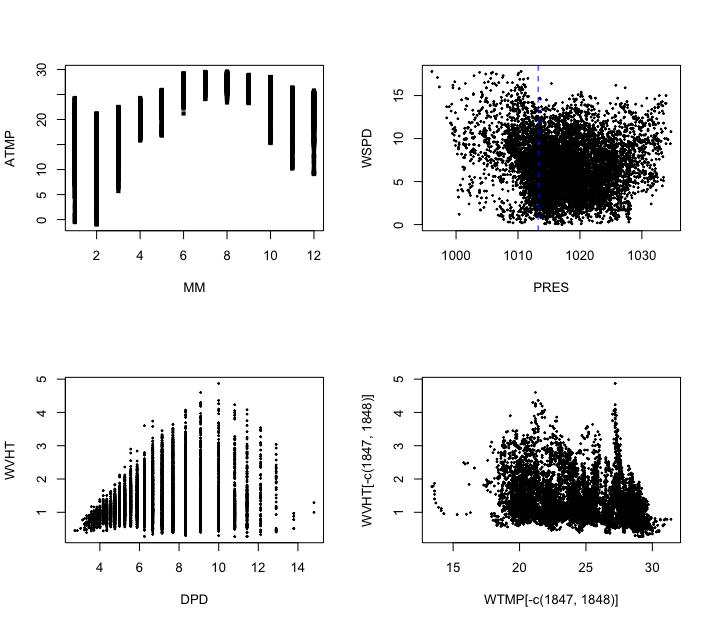 ATMP
0 5 10 20 30
2 4 6 8 10 12
MM
WSPD
0 5 10 15
1000 1010 1020 1030
PRES
WVHT
1 2 3 4 5
4 6 8 10 12 14
DPD
WVHT[-c(1847, 1848)]
1 2 3 4 5
15 20 25 30
WTMP[-c(1847, 1848)]